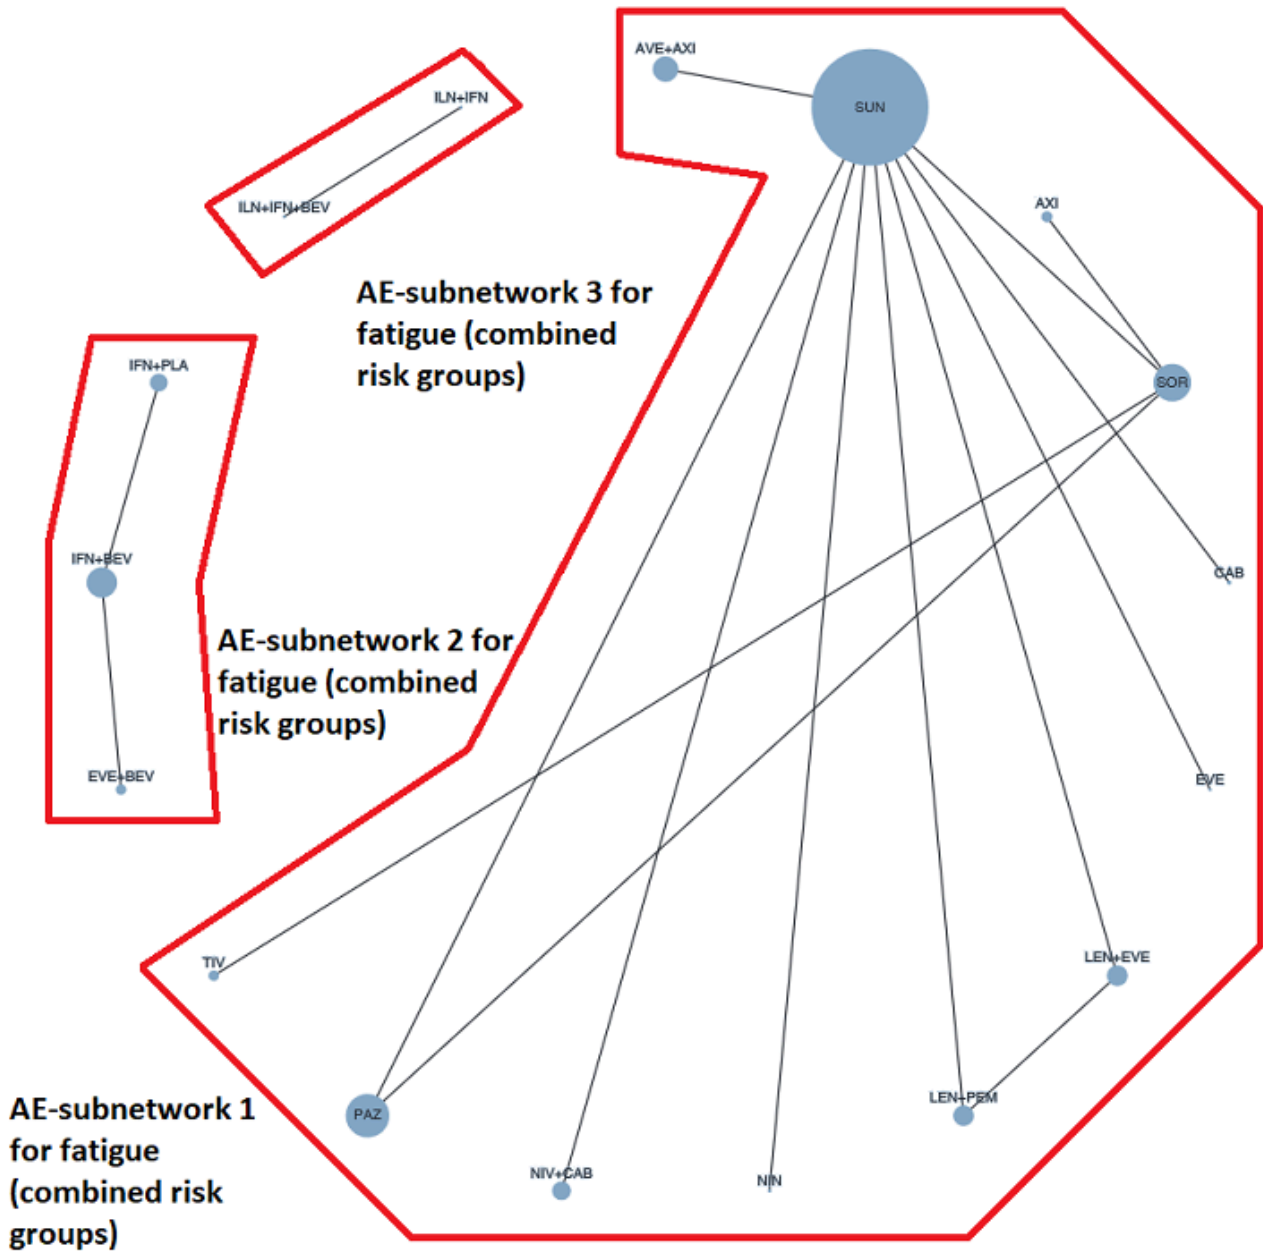 AVE+AXI
SUN
ILN+IFN
ILN+IFN+BEV
AXI
AE-subnetwork 3 for
fatigue (combined
risk groups)
IFN+PLA
SOR
IFN+BEV
CAB
AE-subnetwork 2 for
fatigue (combined
risk groups)
EVE+BEV
EVE
TIV
LEN+EVE
AE-subnetwork 1
for fatigue
(combined risk
groups)
PAZ
LEN+PEM
NIV+CAB
NIN